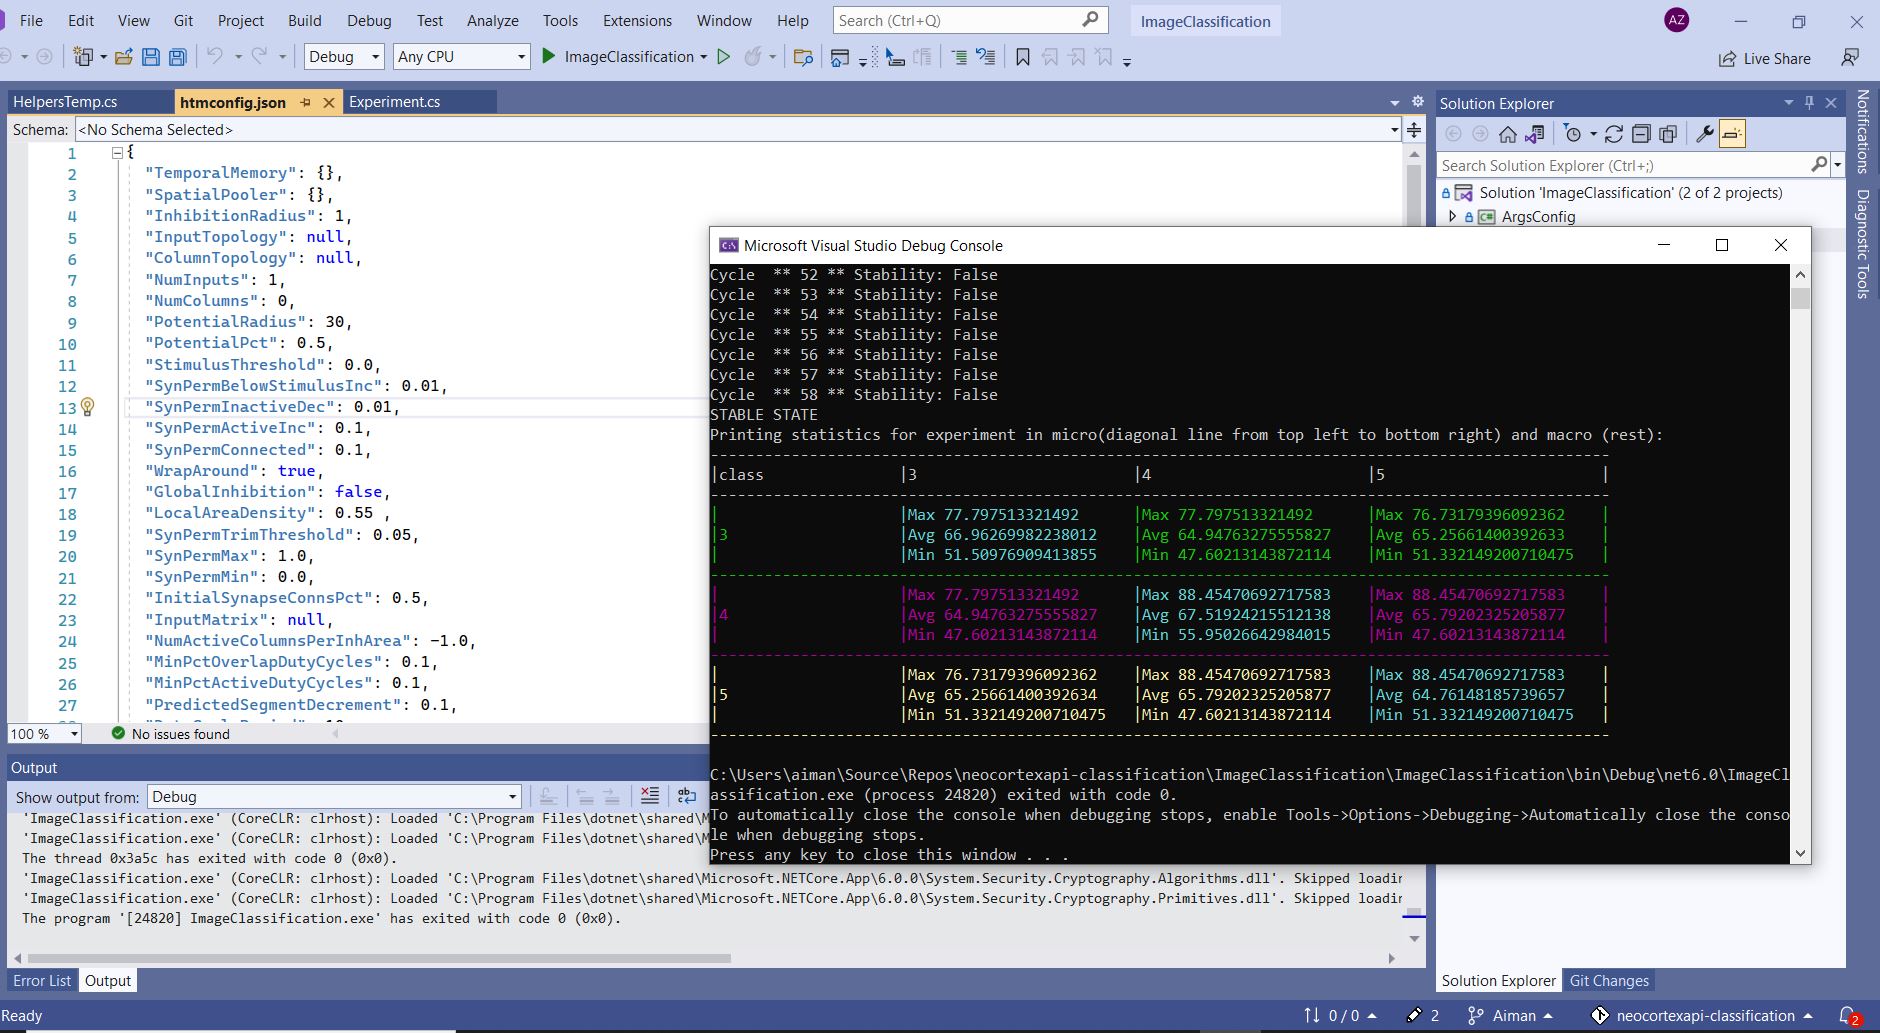 File Edit View Git Project Build Debug Test Analyze Tools Extensions Window Help Search (Ctrl+Q) ImageClassification AZ
Debug Any CPU ImageClassification Live Share
HelpersTemp.cs htmconfig.json Experiment.cs
Schema: <No Schema Selected>
1 {
2 "TemporalMemory": {},
3 "SpatialPooler": {},
4 "InhibitionRadius": 1,
5 "InputTopology": null,
6 "ColumnTopology": null,
7 "NumInputs": 1,
8 "NumColumns": 0,
9 "PotentialRadius": 30,
10 "PotentialPct": 0.5,
11 "StimulusThreshold": 0.0,
12 "SynPermBelowStimulusInc": 0.01,
13 "SynPermInactiveDec": 0.01,
14 "SynPermActiveInc": 0.1,
15 "SynPermConnected": 0.1,
16 "WrapAround": true,
17 "GlobalInhibition": false,
18 "LocalAreaDensity": 0.55 ,
19 "SynPermTrimThreshold": 0.05,
20 "SynPermMax": 1.0,
21 "SynPermMin": 0.0,
22 "InitialSynapseConnsPct": 0.5,
23 "InputMatrix": null,
24 "NumActiveColumnsPerInhArea": -1.0,
25 "MinPctOverlapDutyCycles": 0.1,
26 "MinPctActiveDutyCycles": 0.1,
27 "PredictedSegmentDecrement": 0.1,
100 % No issues found
Solution Explorer
Search Solution Explorer (Ctrl+;)
Solution 'ImageClassification' (2 of 2 projects)
C# ArgsConfig
Notifications
Diagnostic Tools
C:\ Microsoft Visual Studio Debug Console
Cycle ** 52 ** Stability: False
Cycle ** 53 ** Stability: False
Cycle ** 54 ** Stability: False
Cycle ** 55 ** Stability: False
Cycle ** 56 ** Stability: False
Cycle ** 57 ** Stability: False
Cycle ** 58 ** Stability: False
STABLE STATE
Printing statistics for experiment in micro(diagonal line from top left to bottom right) and macro (rest):
|class |3 |4 |5 |
| |Max 77.797513321492 |Max 77.797513321492 |Max 76.73179396092362 |
|3 |Avg 66.96269982238012 |Avg 64.94763275555827 |Avg 65.25661400392633 |
| |Min 51.50976909413855 |Min 47.60213143872114 |Min 51.332149200710475 |
| |Max 77.797513321492 |Max 88.45470692717583 |Max 88.45470692717583 |
|4 |Avg 64.94763275555827 |Avg 67.51924215512138 |Avg 65.79202325205877 |
| |Min 47.60213143872114 |Min 55.95026642984015 |Min 47.60213143872114 |
| |Max 76.73179396092362 |Max 88.45470692717583 |Max 88.45470692717583 |
|5 |Avg 65.25661400392634 |Avg 65.79202325205877 |Avg 64.76148185739657 |
| |Min 51.332149200710475 |Min 47.60213143872114 |Min 51.332149200710475 |
C:\Users\aiman\Source\Repos\neocortexapi-classification\ImageClassification\ImageClassification\bin\Debug\net6.0\ImageCl
assification.exe (process 24820) exited with code 0.
To automatically close the console when debugging stops, enable Tools->Options->Debugging->Automatically close the conso
le when debugging stops.
Press any key to close this window . . .
Output
Show output from: Debug
'ImageClassification.exe' (CoreCLR: clrhost): Loaded 'C:\Program Files\dotnet\shared\M
'ImageClassification.exe' (CoreCLR: clrhost): Loaded 'C:\Program Files\dotnet\shared\M
The thread 0x3a5c has exited with code 0 (0x0).
'ImageClassification.exe' (CoreCLR: clrhost): Loaded 'C:\Program Files\dotnet\shared\Microsoft.NETCore.App\6.0.0\System.Security.Cryptography.Algorithms.dll'. Skipped loadin
'ImageClassification.exe' (CoreCLR: clrhost): Loaded 'C:\Program Files\dotnet\shared\Microsoft.NETCore.App\6.0.0\System.Security.Cryptography.Primitives.dll'. Skipped loadin
The program '[24820] ImageClassification.exe' has exited with code 0 (0x0).
Error List Output
Solution Explorer Git Changes
Ready 0 / 0 2 Aiman neocortexapi-classification 2